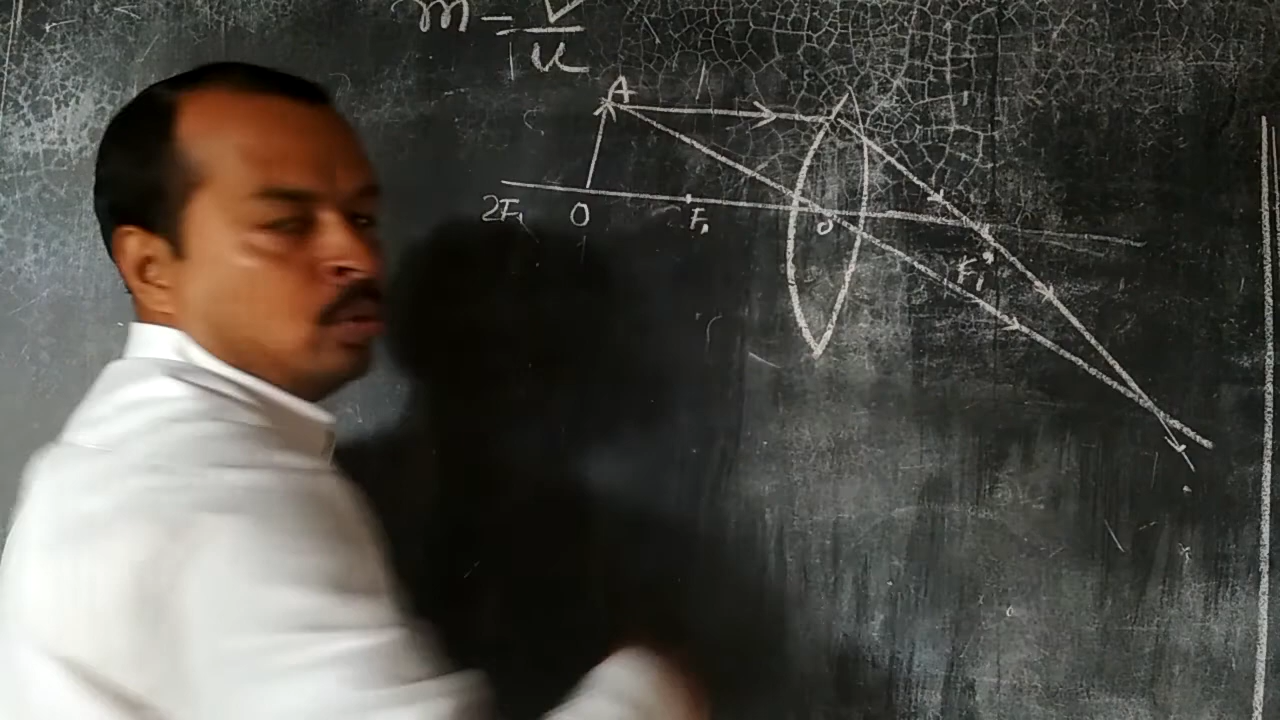 m = v/u
A
2F₁ O F₁ O
F₁